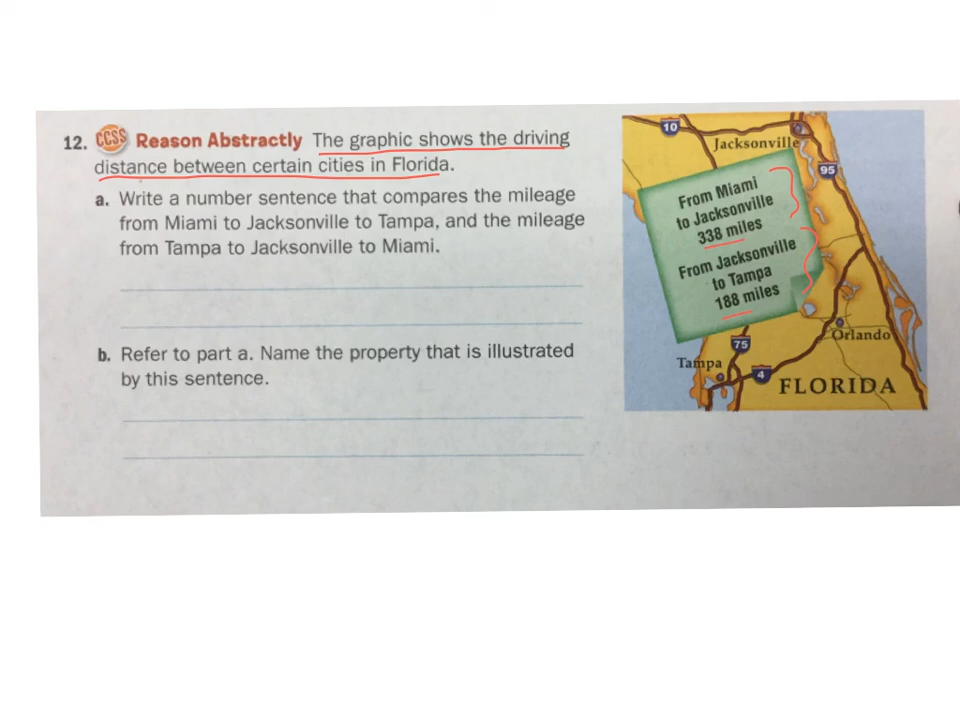 12. CCSS Reason Abstractly The graphic shows the driving
distance between certain cities in Florida.
a. Write a number sentence that compares the mileage
from Miami to Jacksonville to Tampa, and the mileage
from Tampa to Jacksonville to Miami.
b. Refer to part a. Name the property that is illustrated
by this sentence.
10
Jacksonville
95
From Miami
to Jacksonville
338 miles
From Jacksonville
to Tampa
188 miles
Orlando
75
Tampa
4
FLORIDA